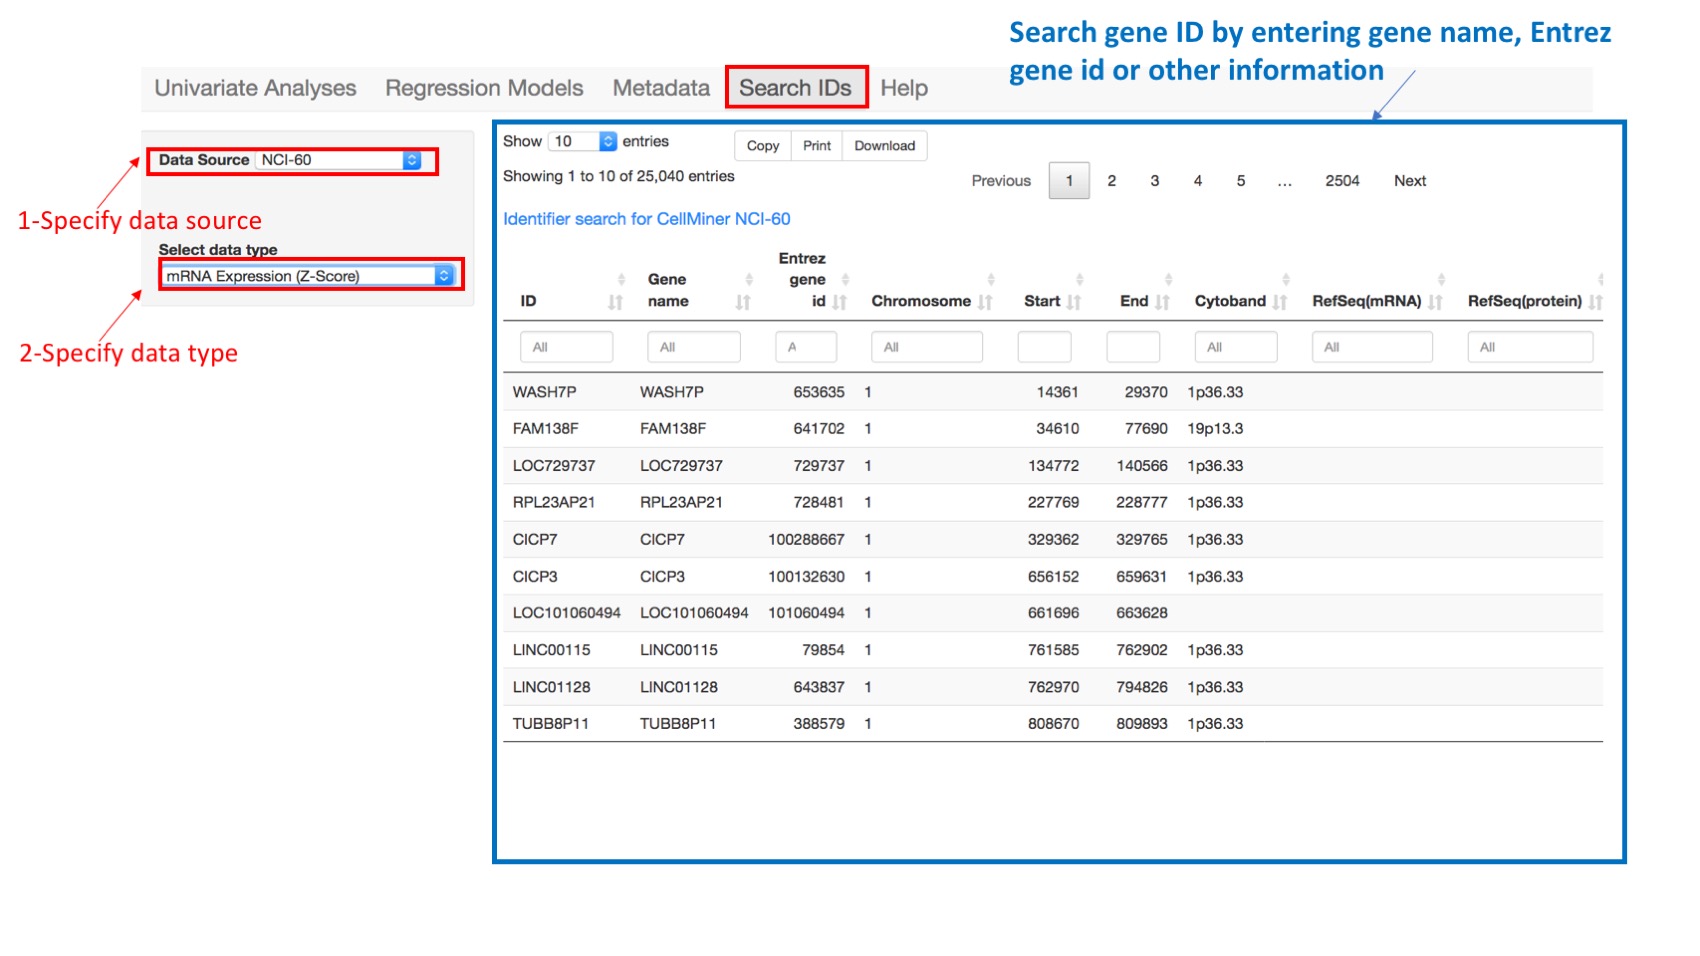 Search gene ID by entering gene name, Entrez
gene id or other information
Univariate Analyses Regression Models Metadata Search IDs Help
Data Source NCI-60
1-Specify data source
Select data type
mRNA Expression (Z-Score)
2-Specify data type
Show 10 entries Copy Print Download
Showing 1 to 10 of 25,040 entries
Previous 1 2 3 4 5 … 2504 Next
Identifier search for CellMiner NCI-60
ID Gene name Entrez gene id Chromosome Start End Cytoband RefSeq(mRNA) RefSeq(protein)
All All A All All All All
WASH7P WASH7P 653635 1 14361 29370 1p36.33
FAM138F FAM138F 641702 1 34610 77690 19p13.3
LOC729737 LOC729737 729737 1 134772 140566 1p36.33
RPL23AP21 RPL23AP21 728481 1 227769 228777 1p36.33
CICP7 CICP7 100288667 1 329362 329765 1p36.33
CICP3 CICP3 100132630 1 656152 659631 1p36.33
LOC101060494 LOC101060494 101060494 1 661696 663628
LINC00115 LINC00115 79854 1 761585 762902 1p36.33
LINC01128 LINC01128 643837 1 762970 794826 1p36.33
TUBB8P11 TUBB8P11 388579 1 808670 809893 1p36.33